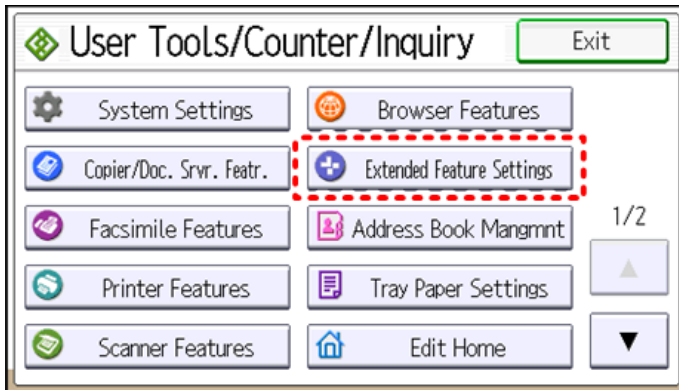 User Tools/Counter/Inquiry Exit
System Settings Browser Features
Copier/Doc. Srvr. Featr. Extended Feature Settings
Facsimile Features Address Book Mangmnt 1/2
Printer Features Tray Paper Settings ▲
Scanner Features Edit Home ▼